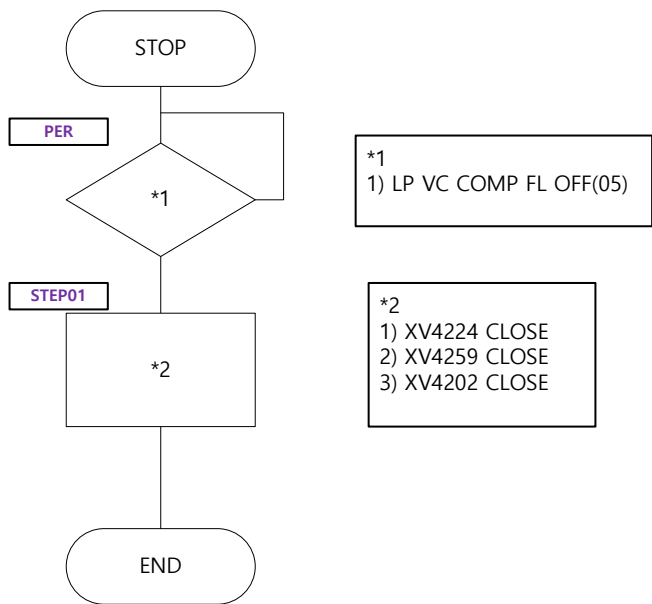 STOP
PER
*1
*1
1) LP VC COMP FL OFF(05)
STEP01
*2
*2
1) XV4224 CLOSE
2) XV4259 CLOSE
3) XV4202 CLOSE
END